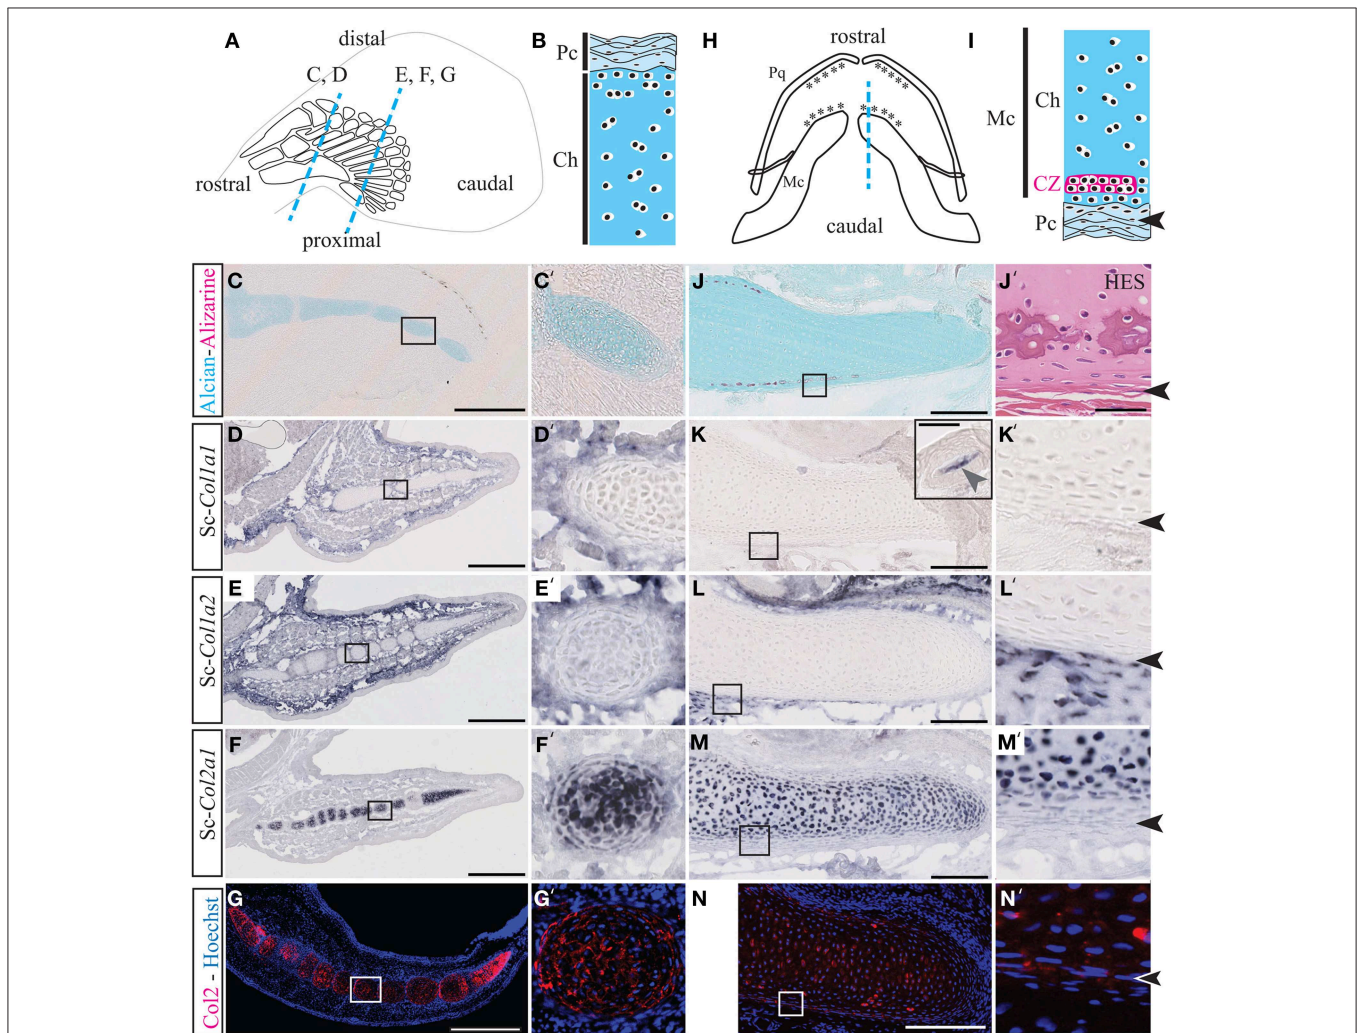 A
distal
C, D
E, F, G
rostral
caudal
proximal
B
Pc
Ch
H
rostral
Pq
Mc
caudal
I
Mc
Ch
CZ
Pc
Alcian-Alizarine
C
C′
J
J′
HES
Sc-Col1a1
D
D′
K
K′
Sc-Col1a2
E
E′
L
L′
Sc-Col2a1
F
F′
M
M′
Col2 - Hoechst
G
G′
N
N′